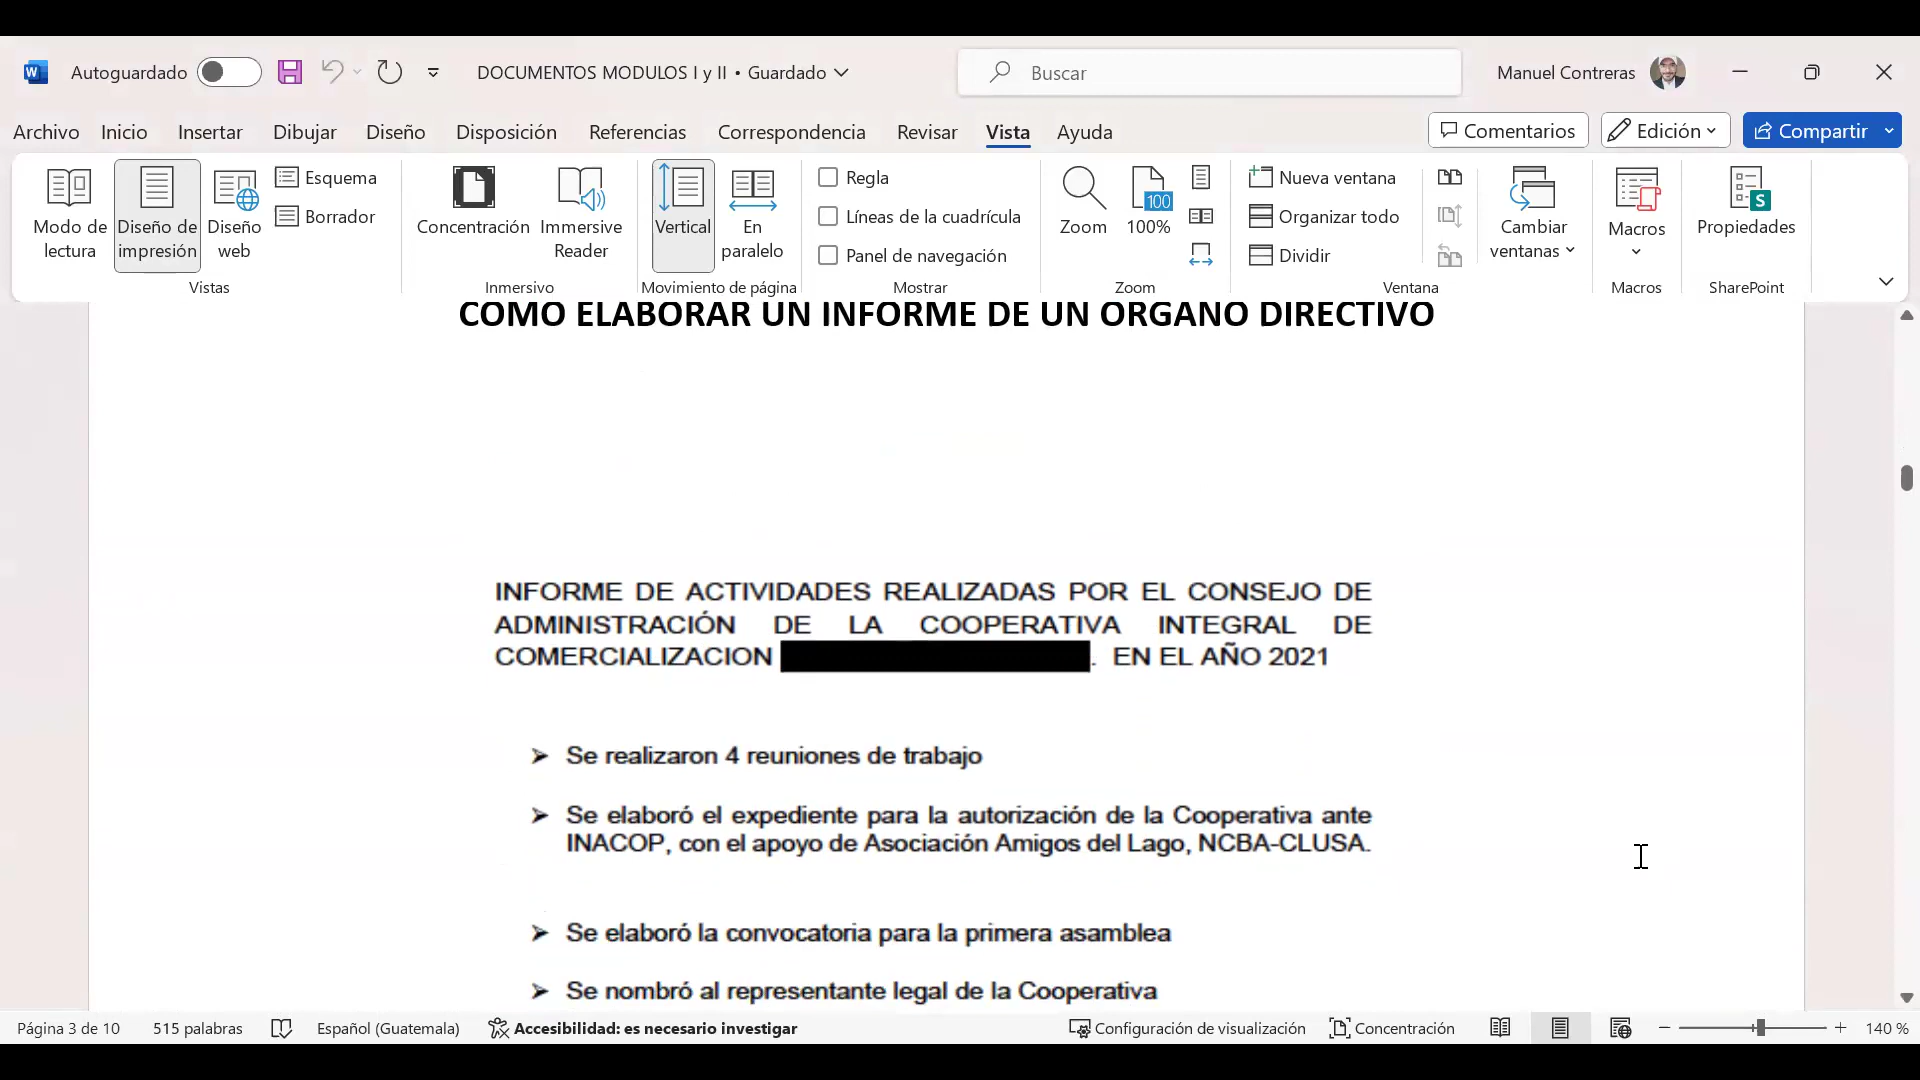 Autoguardado
DOCUMENTOS MODULOS I y II • Guardado
Buscar
Manuel Contreras
Archivo Inicio Insertar Dibujar Diseño Disposición Referencias Correspondencia Revisar Vista Ayuda
Comentarios Edición Compartir
Modo de lectura
Diseño de impresión
Diseño web
Esquema
Borrador
Vistas
Concentración
Immersive Reader
Inmersivo
Vertical
En paralelo
Movimiento de página
Regla
Líneas de la cuadrícula
Panel de navegación
Mostrar
Zoom
100
100%
Zoom
Nueva ventana
Organizar todo
Dividir
Cambiar ventanas
Ventana
Macros
Macros
S
Propiedades
SharePoint
COMO ELABORAR UN INFORME DE UN ORGANO DIRECTIVO
INFORME DE ACTIVIDADES REALIZADAS POR EL CONSEJO DE
ADMINISTRACIÓN DE LA COOPERATIVA INTEGRAL DE
COMERCIALIZACION . EN EL AÑO 2021
➢ Se realizaron 4 reuniones de trabajo
➢ Se elaboró el expediente para la autorización de la Cooperativa ante
INACOP, con el apoyo de Asociación Amigos del Lago, NCBA-CLUSA.
➢ Se elaboró la convocatoria para la primera asamblea
➢ Se nombró al representante legal de la Cooperativa
Página 3 de 10 515 palabras Español (Guatemala) Accesibilidad: es necesario investigar Configuración de visualización Concentración 140 %